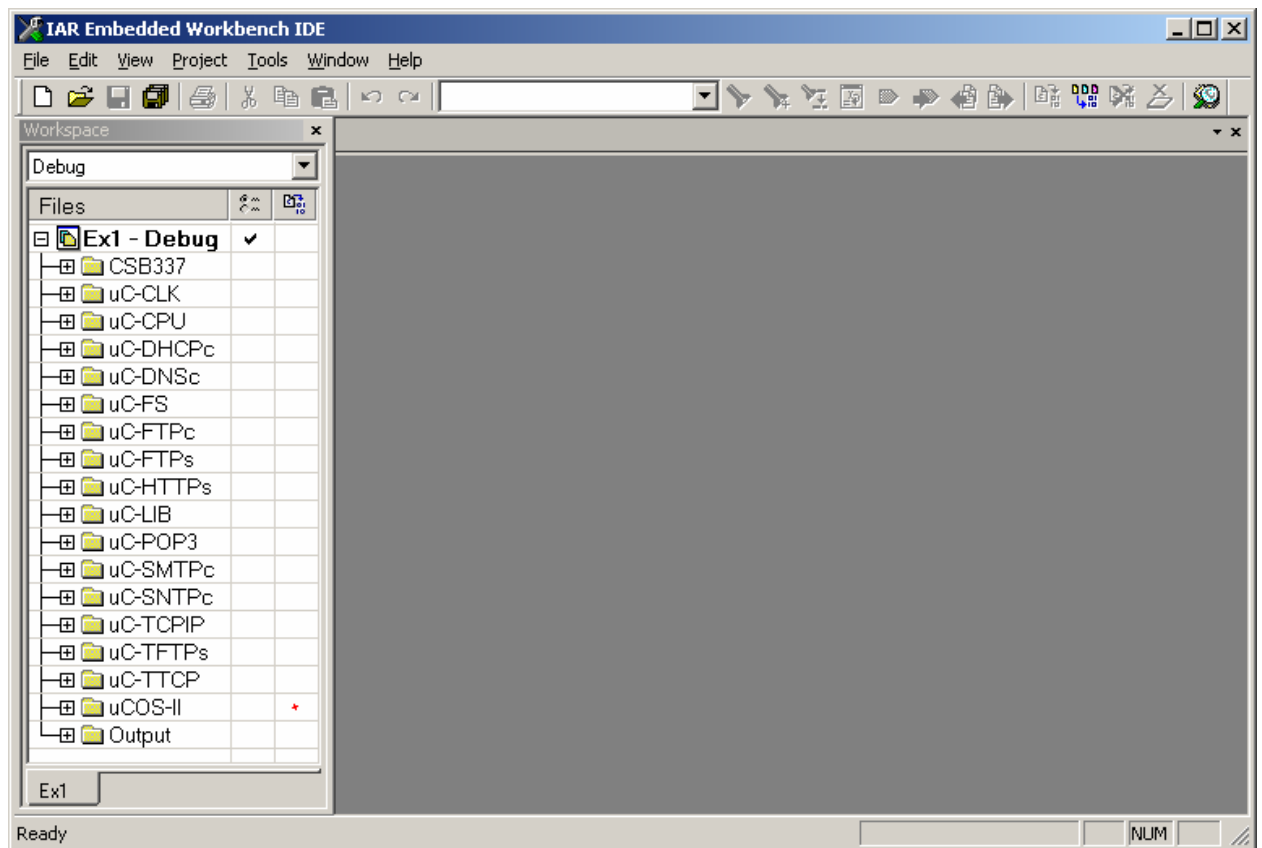 IAR Embedded Workbench IDE
File Edit View Project Tools Window Help
Workspace
Debug
Files
Ex1 - Debug
CSB337
uC-CLK
uC-CPU
uC-DHCPc
uC-DNSc
uC-FS
uC-FTPc
uC-FTPs
uC-HTTPs
uC-LIB
uC-POP3
uC-SMTPc
uC-SNTPc
uC-TCPIP
uC-TFTPs
uC-TTCP
uCOS-II
Output
Ex1
Ready NUM